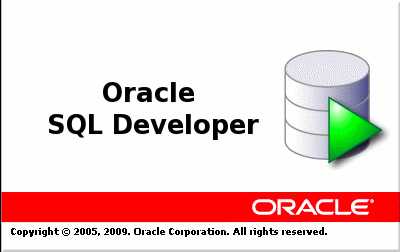 Oracle
SQL Developer
ORACLE®
Copyright © 2005, 2009. Oracle Corporation. All rights reserved.